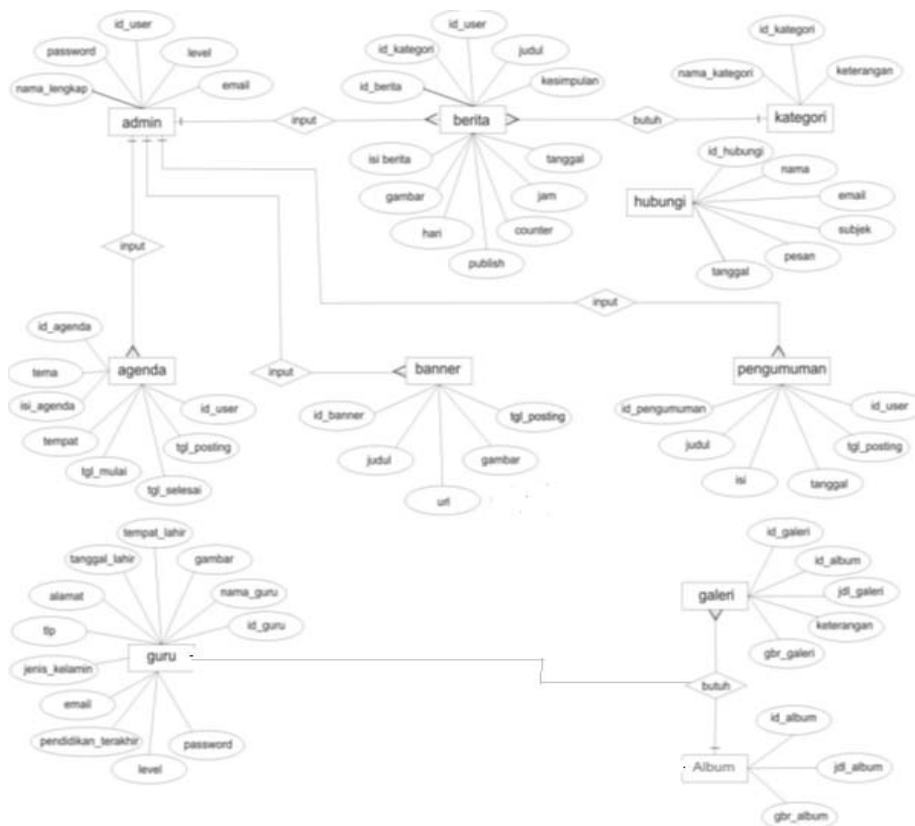 id_user
password
level
nama_lengkap
email
admin
input
id_user
id_kategori
judul
id_berita
kesimpulan
berita
isi berita
tanggal
gambar
jam
hari
counter
publish
butuh
id_kategori
nama_kategori
keterangan
kategori
id_hubungi
nama
email
hubungi
subjek
pesan
tanggal
input
input
input
id_agenda
tema
agenda
isi_agenda
id_user
tempat
tgl_posting
tgl_mulai
tgl_selesai
banner
id_banner
tgl_posting
judul
gambar
url
pengumuman
id_pengumuman
id_user
judul
tgl_posting
isi
tanggal
tempat_lahir
tanggal_lahir
gambar
alamat
nama_guru
tlp
id_guru
guru
jenis_kelamin
email
pendidikan_terakhir
password
level
id_galeri
id_album
galeri
jdl_galeri
keterangan
gbr_galeri
butuh
id_album
Album
jdl_album
gbr_album